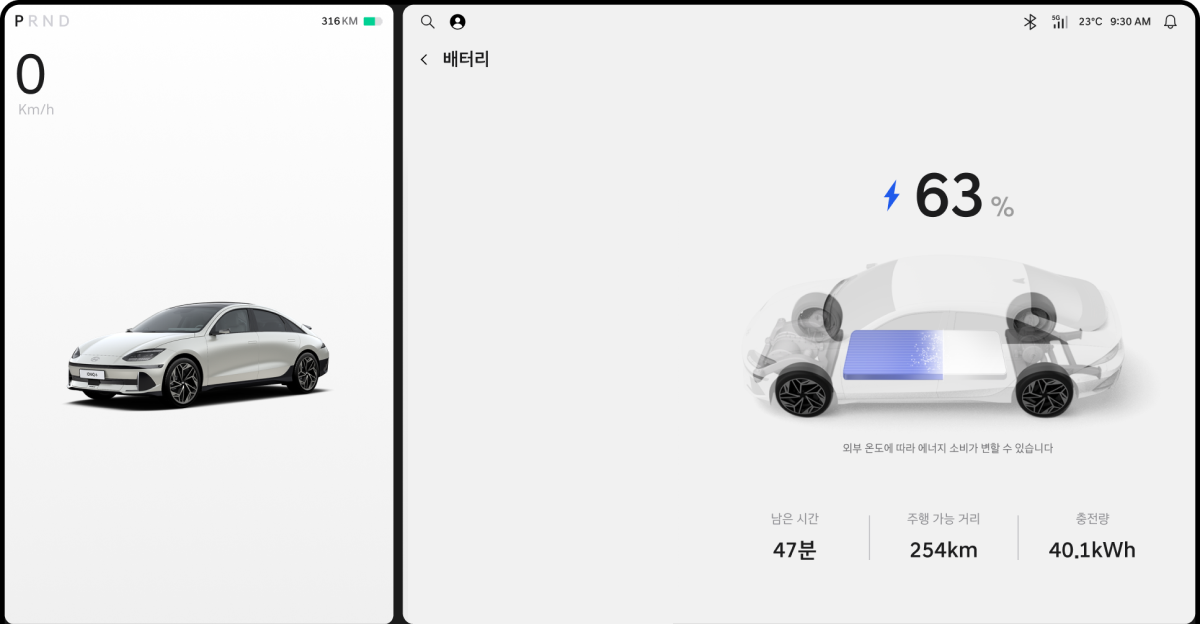 P R N D
316 KM
0
Km/h
5G
23°C 9:30 AM
배터리
63 %
외부 온도에 따라 에너지 소비가 변할 수 있습니다
남은 시간
47분
주행 가능 거리
254km
충전량
40.1kWh